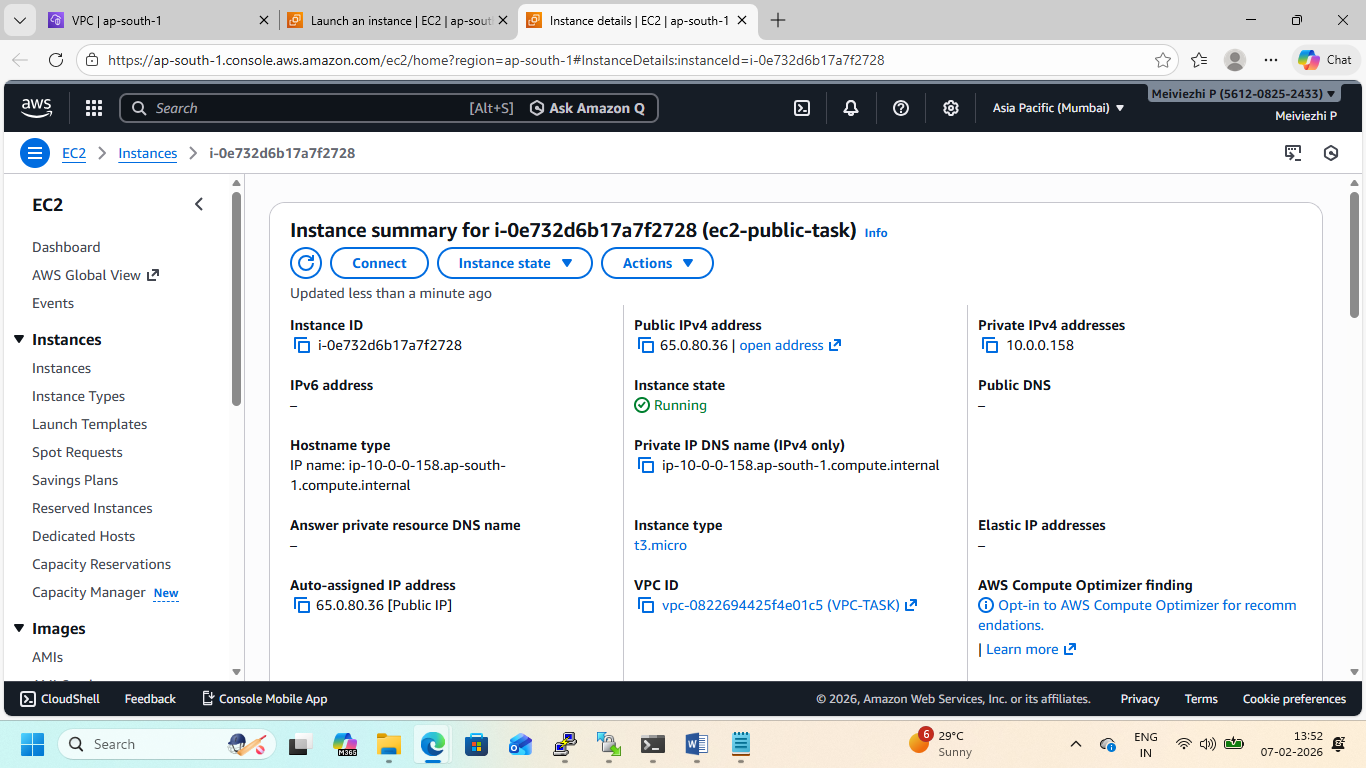 VPC | ap-south-1
Launch an instance | EC2 | ap-sout
Instance details | EC2 | ap-south-1
https://ap-south-1.console.aws.amazon.com/ec2/home?region=ap-south-1#InstanceDetails:instanceId=i-0e732d6b17a7f2728
Chat
aws
Search
[Alt+S]
Ask Amazon Q
Asia Pacific (Mumbai)
Meiviezhi P (5612-0825-2433)
Meiviezhi P
EC2
Instances
i-0e732d6b17a7f2728
EC2
Dashboard
AWS Global View
Events
Instances
Instances
Instance Types
Launch Templates
Spot Requests
Savings Plans
Reserved Instances
Dedicated Hosts
Capacity Reservations
Capacity Manager New
Images
AMIs
Instance summary for i-0e732d6b17a7f2728 (ec2-public-task) Info
Connect
Instance state
Actions
Updated less than a minute ago
Instance ID
i-0e732d6b17a7f2728
Public IPv4 address
65.0.80.36 | open address
Private IPv4 addresses
10.0.0.158
IPv6 address
–
Instance state
Running
Public DNS
–
Hostname type
IP name: ip-10-0-0-158.ap-south-
1.compute.internal
Private IP DNS name (IPv4 only)
ip-10-0-0-158.ap-south-1.compute.internal
Answer private resource DNS name
–
Instance type
t3.micro
Elastic IP addresses
–
Auto-assigned IP address
65.0.80.36 [Public IP]
VPC ID
vpc-0822694425f4e01c5 (VPC-TASK)
AWS Compute Optimizer finding
Opt-in to AWS Compute Optimizer for recomm
endations.
| Learn more
CloudShell
Feedback
Console Mobile App
© 2026, Amazon Web Services, Inc. or its affiliates.
Privacy
Terms
Cookie preferences
Search
M365
6
29°C
Sunny
ENG
IN
13:52
07-02-2026